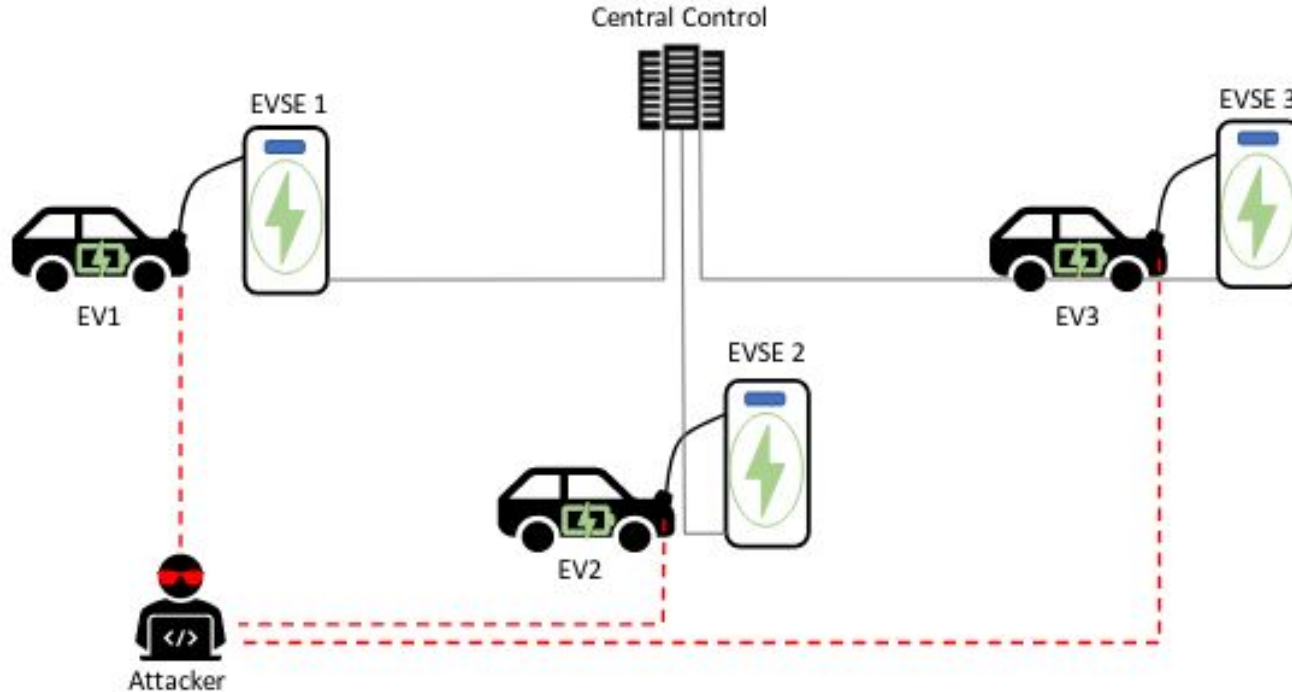 Central Control
EVSE 1
EVSE 3
EV1
EV3
EVSE 2
EV2
</>
Attacker